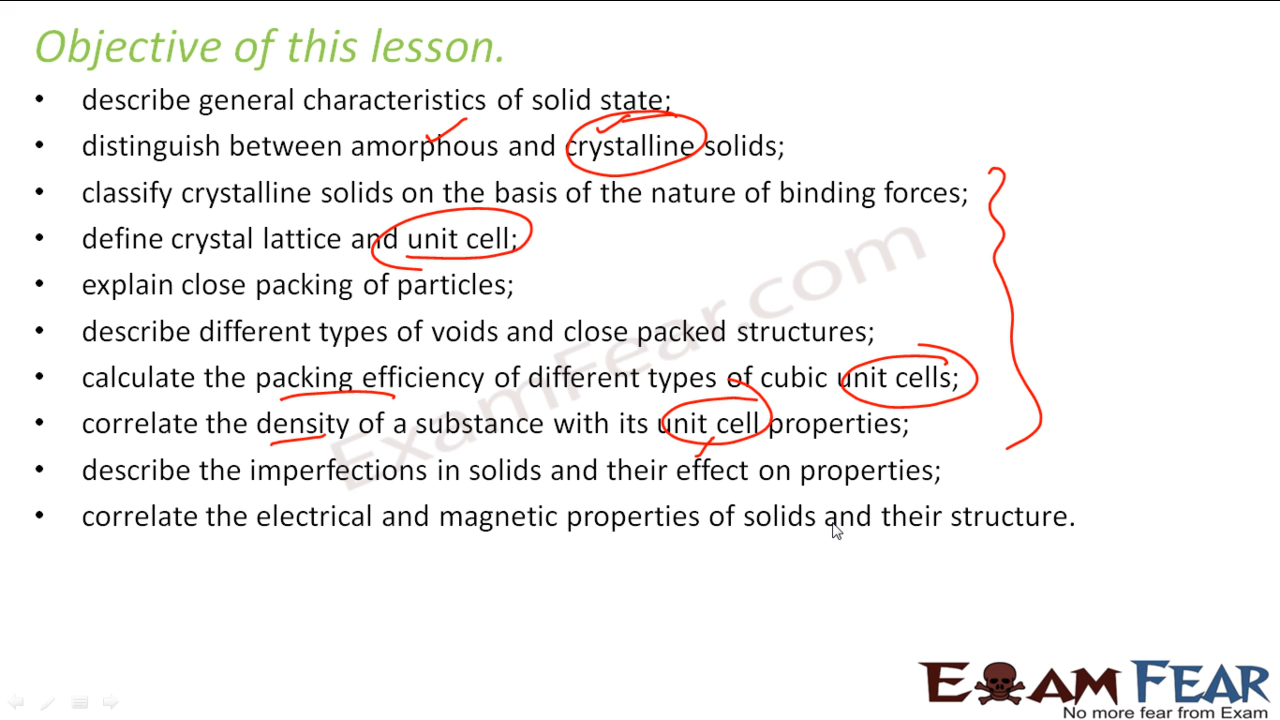 Objective of this lesson.
• describe general characteristics of solid state;
• distinguish between amorphous and crystalline solids;
• classify crystalline solids on the basis of the nature of binding forces;
• define crystal lattice and unit cell;
• explain close packing of particles;
• describe different types of voids and close packed structures;
• calculate the packing efficiency of different types of cubic unit cells;
• correlate the density of a substance with its unit cell properties;
• describe the imperfections in solids and their effect on properties;
• correlate the electrical and magnetic properties of solids and their structure.
ExamFear.com
EXAM FEAR
No more fear from Exam